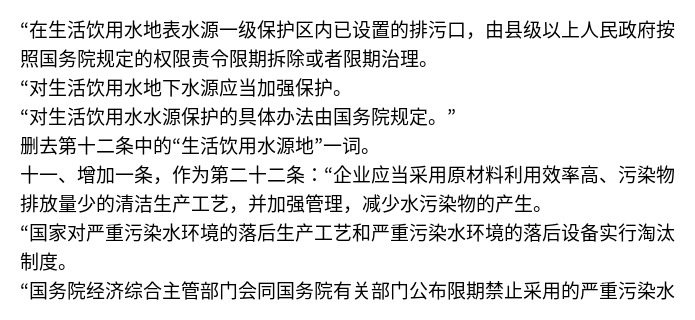 “在生活饮用水地表水源一级保护区内已设置的排污口，由县级以上人民政府按
照国务院规定的权限责令限期拆除或者限期治理。
“对生活饮用水地下水源应当加强保护。
“对生活饮用水水源保护的具体办法由国务院规定。”
删去第十二条中的“生活饮用水源地”一词。
十一、增加一条，作为第二十二条：“企业应当采用原材料利用效率高、污染物
排放量少的清洁生产工艺，并加强管理，减少水污染物的产生。
“国家对严重污染水环境的落后生产工艺和严重污染水环境的落后设备实行淘汰
制度。
“国务院经济综合主管部门会同国务院有关部门公布限期禁止采用的严重污染水